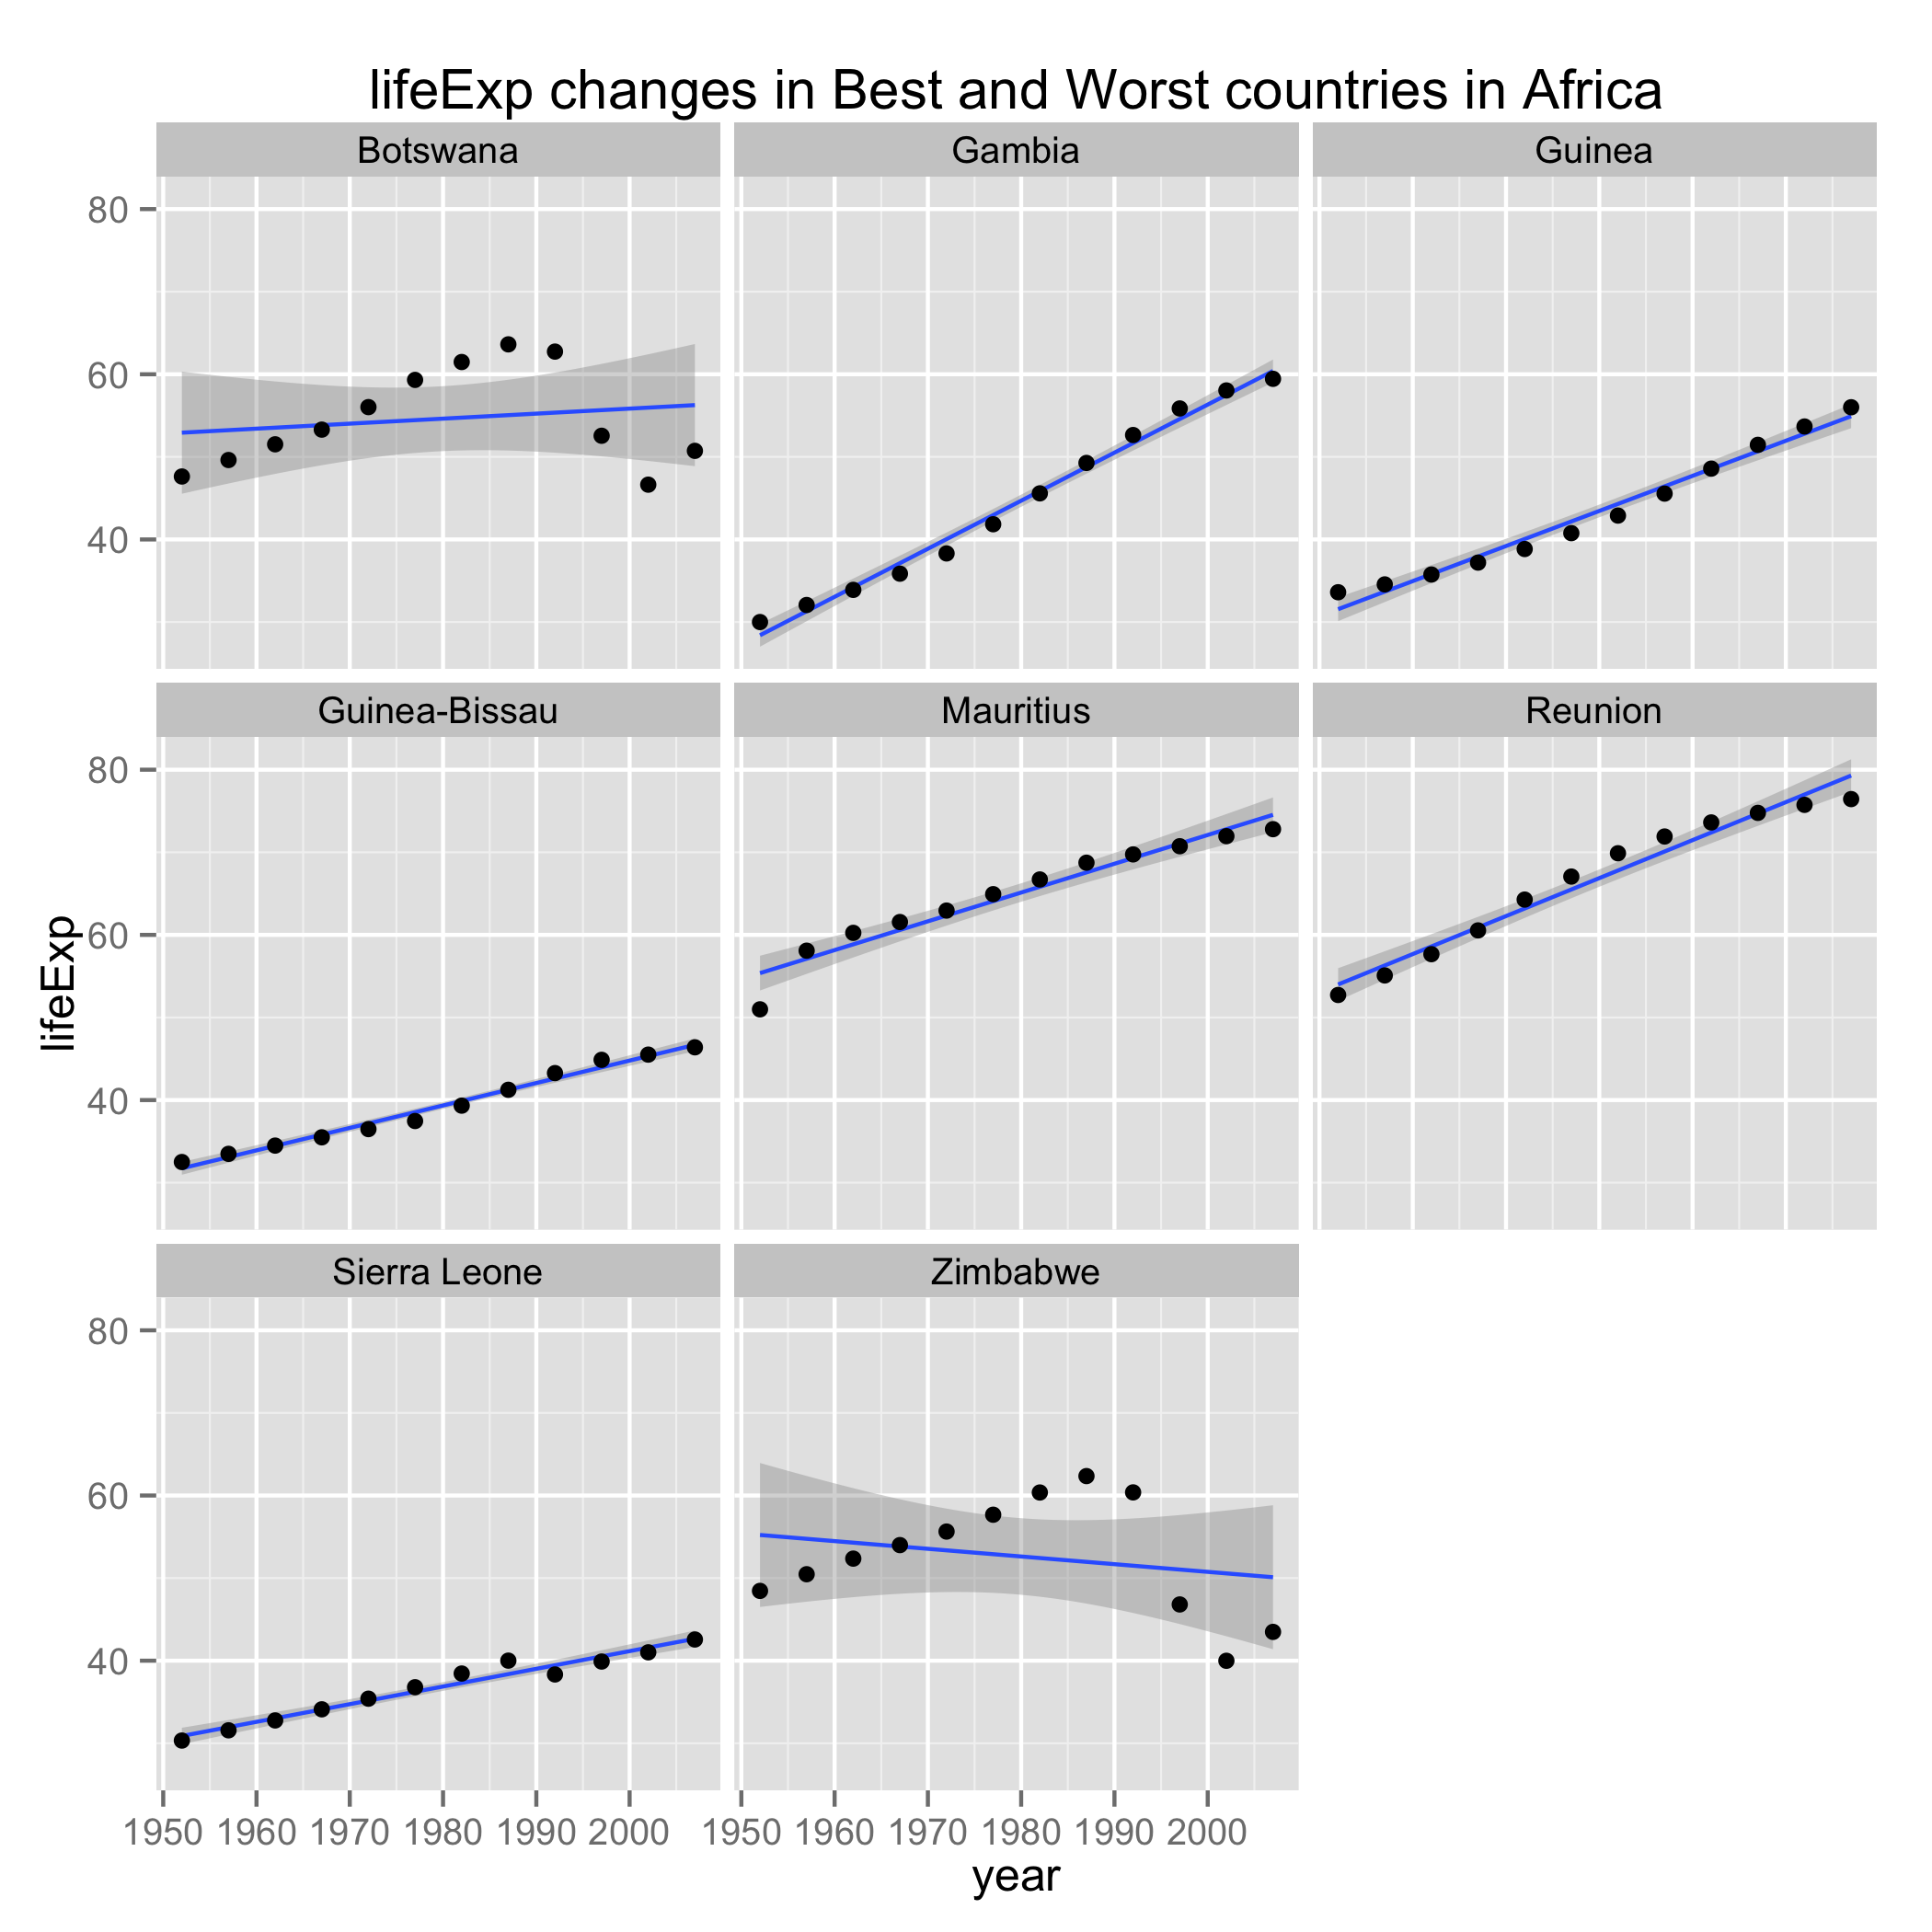 lifeExp changes in Best and Worst countries in Africa
Botswana Gambia Guinea
80
60
40
Guinea-Bissau Mauritius Reunion
80
60
40
lifeExp
Sierra Leone Zimbabwe
80
60
40
1950 1960 1970 1980 1990 2000 1950 1960 1970 1980 1990 2000
year